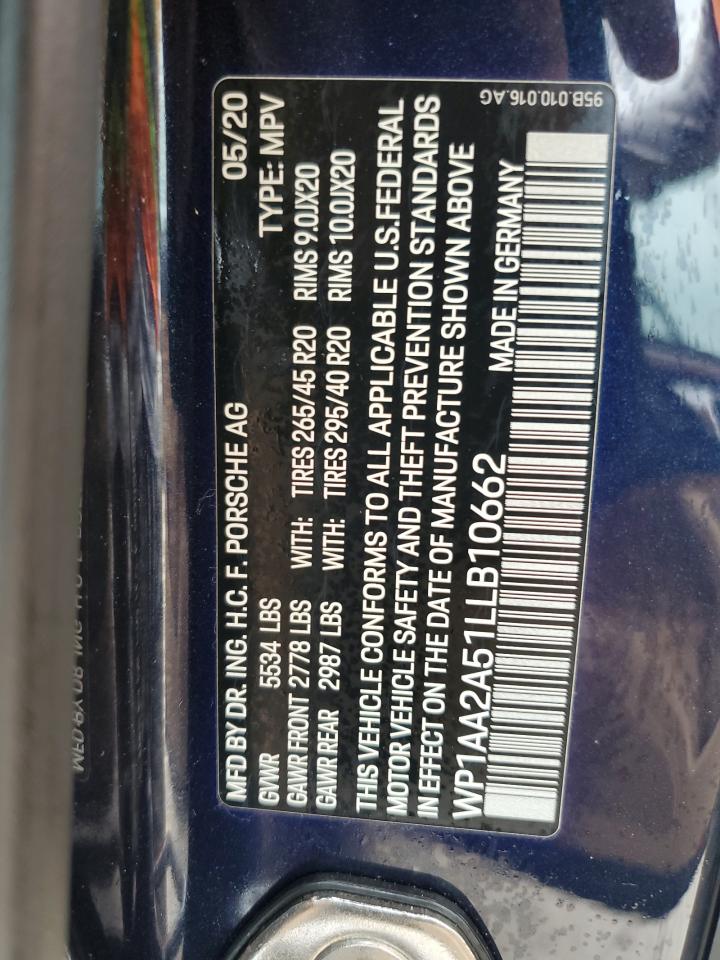 MFD BY DR. ING. H.C. F. PORSCHE AG 05/20
GVWR 5534 LBS TYPE: MPV
GAWR FRONT 2778 LBS WITH: TIRES 265/45 R20 RIMS 9.0JX20
GAWR REAR 2987 LBS WITH: TIRES 295/40 R20 RIMS 10.0JX20
THIS VEHICLE CONFORMS TO ALL APPLICABLE U.S.FEDERAL
MOTOR VEHICLE SAFETY AND THEFT PREVENTION STANDARDS
IN EFFECT ON THE DATE OF MANUFACTURE SHOWN ABOVE
WP1AA2A51LLB10662 MADE IN GERMANY
95B.010.016.AG